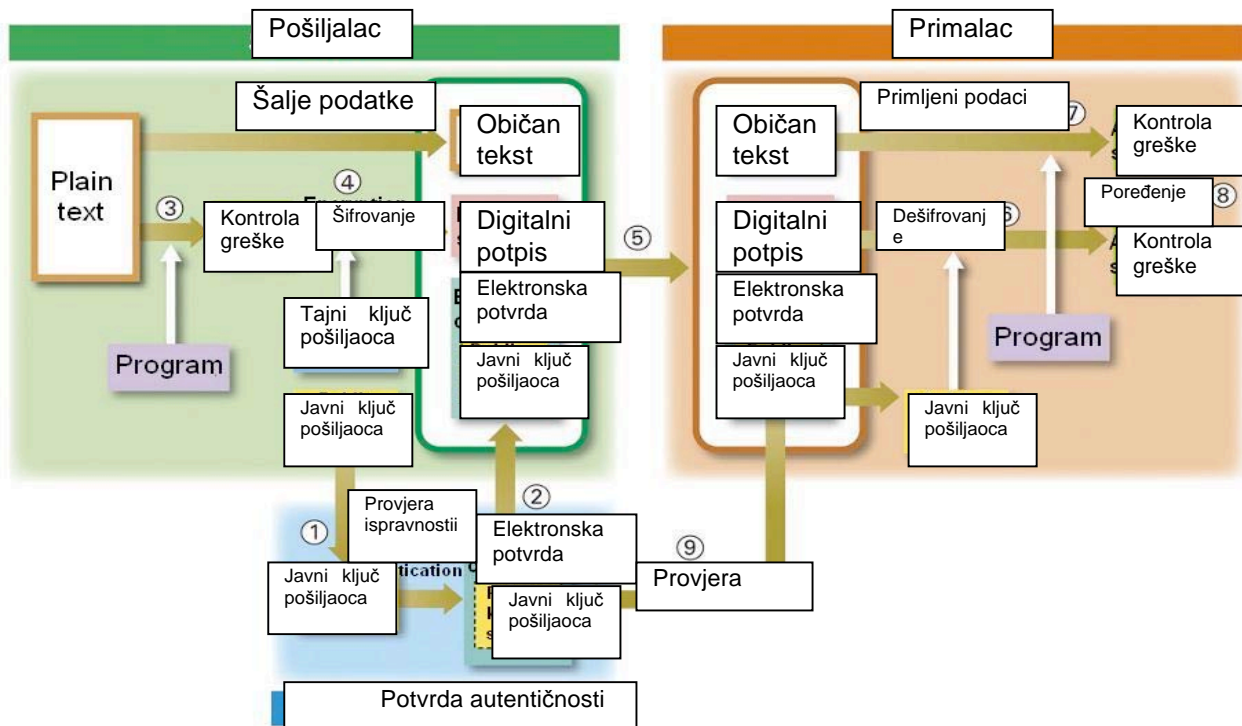 Pošiljalac
Primalac
Šalje podatke
Plain
text
③
Kontrola
greške
④
Šifrovanje
Običan
tekst
Digitalni
potpis
Elektronska
potvrda
Javni ključ
pošiljaoca
Program
Tajni ključ
pošiljaoca
Javni ključ
pošiljaoca
⑤
Običan
tekst
Digitalni
potpis
Elektronska
potvrda
Javni ključ
pošiljaoca
Primljeni podaci
⑦
Kontrola
greške
Dešifrovanj
e
⑥
Poređenje
⑧
Kontrola
greške
Program
Javni ključ
pošiljaoca
①
Provjera
ispravnostii
②
Elektronska
potvrda
Javni ključ
pošiljaoca
tication
Javni ključ
pošiljaoca
⑨
Provjera
Potvrda autentičnosti